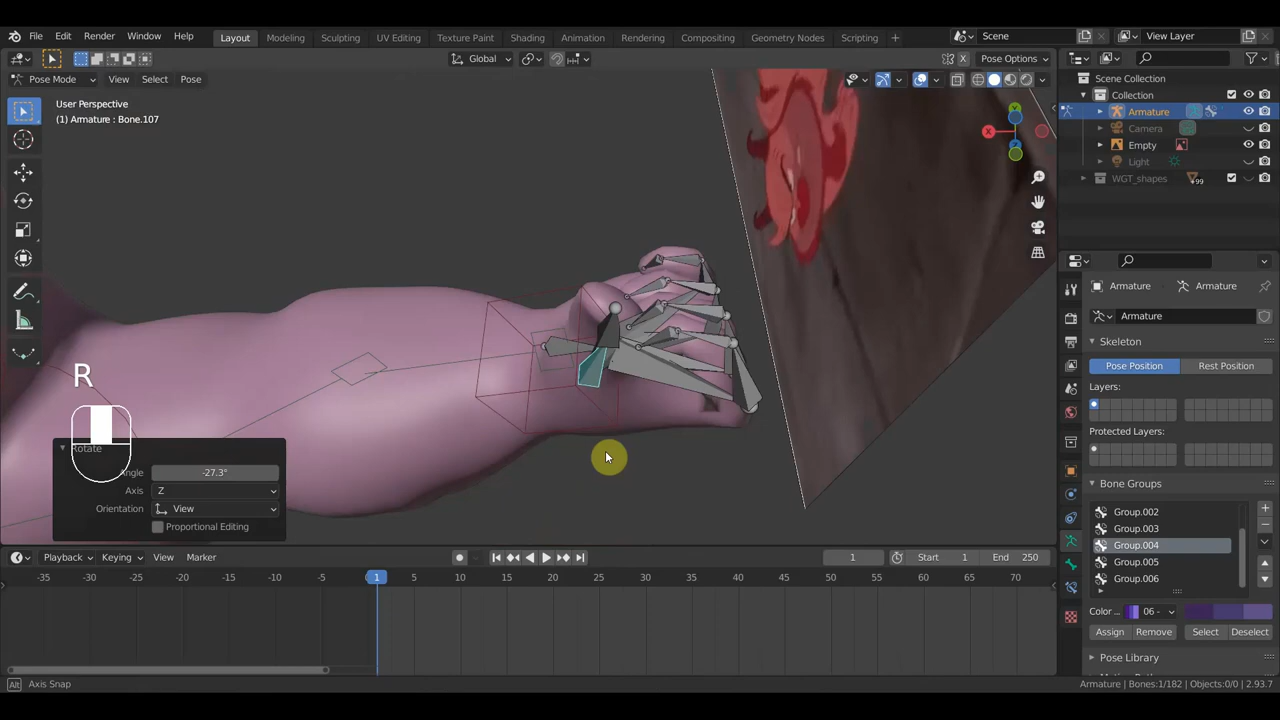 File Edit Render Window Help Layout Modeling Sculpting UV Editing Texture Paint Shading Animation Rendering Compositing Geometry Nodes Scripting + Scene View Layer
Global Pose Options
Pose Mode View Select Pose
User Perspective
(1) Armature : Bone.107
Scene Collection
Collection
Armature
Camera
Empty
Light
WGT_shapes 99
X
Y
Z
Armature Armature
Armature
Skeleton
Pose Position Rest Position
Layers:
Protected Layers:
Bone Groups
Group.002
Group.003
Group.004
Group.005
Group.006
Color ... 06 -
Assign Remove Select Deselect
Pose Library
R
Rotate
Angle -27.3°
Axis Z
Orientation View
Proportional Editing
Playback Keying View Marker 1 Start 1 End 250
-35 -30 -25 -20 -15 -10 -5 1 5 10 15 20 25 30 35 40 45 50 55 60 65 70
Alt Axis Snap
Armature | Bones:1/182 | Objects:0/0 | 2.93.7